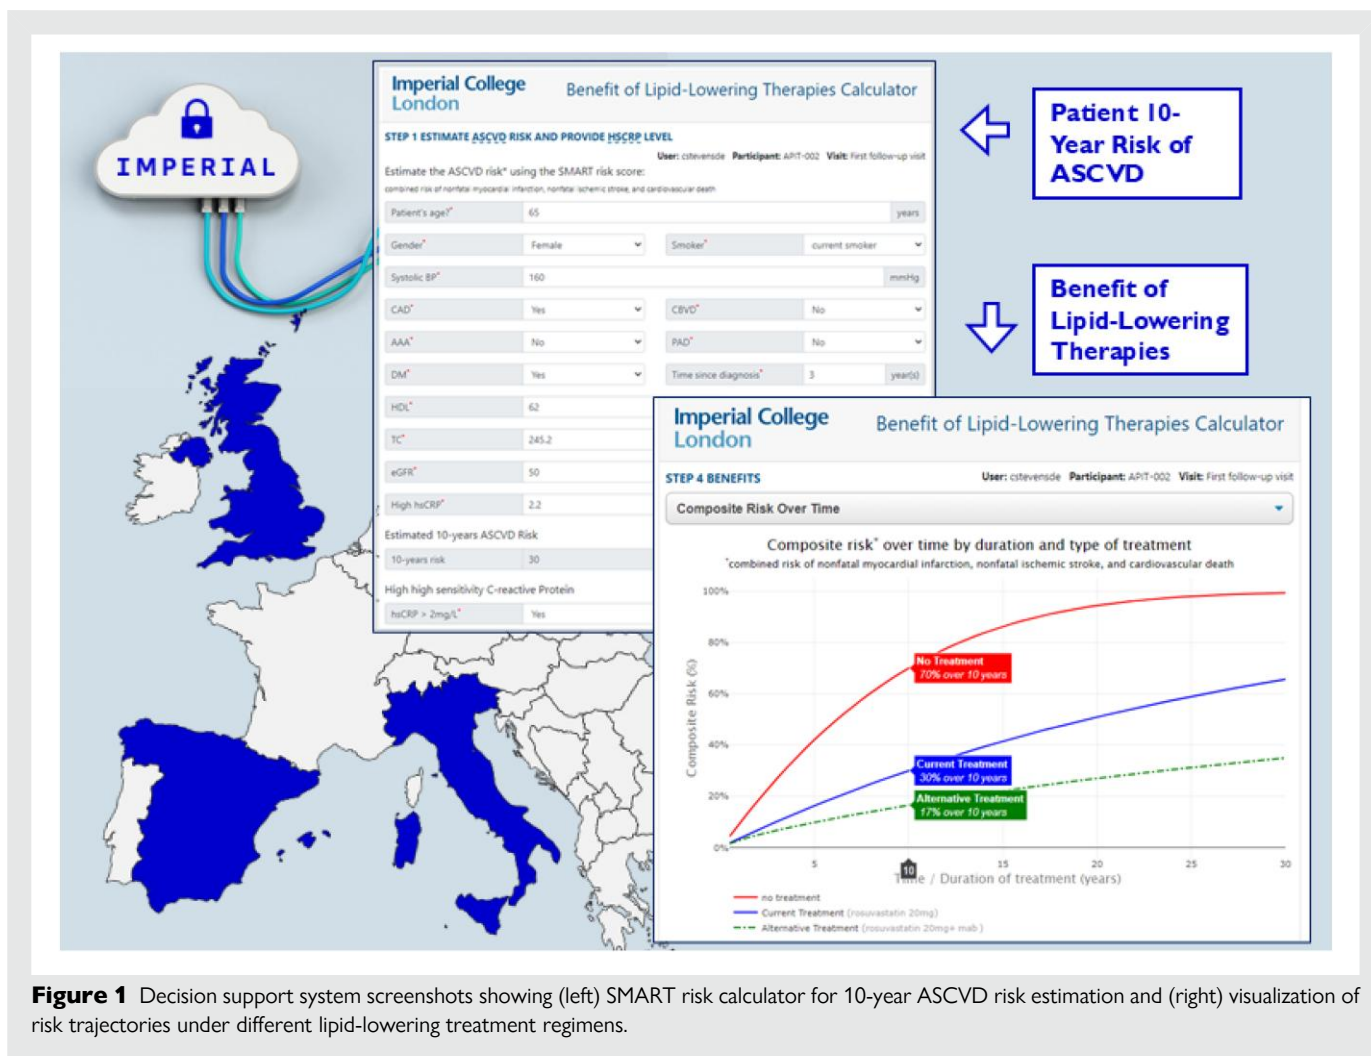 IMPERIAL
Imperial College
London
Benefit of Lipid-Lowering Therapies Calculator
STEP 1 ESTIMATE ASCVD RISK AND PROVIDE HSCRP LEVEL
User: cstevensde Participant: APIT-002 Visit: First follow-up visit
Estimate the ASCVD risk* using the SMART risk score:
combined risk of nonfatal myocardial infarction, nonfatal ischemic stroke, and cardiovascular death
Patient's age?* 65 years
Gender* Female Smoker* current smoker
Systolic BP* 160 mmHg
CAD* Yes CBVD* No
AAA* No PAD* No
DM* Yes Time since diagnosis* 3 year(s)
HDL* 62
TC* 245.2
eGFR* 50
High hsCRP* 2.2
Estimated 10-years ASCVD Risk
10-years risk 30
High high sensitivity C-reactive Protein
hsCRP > 2mg/L* Yes
Patient 10-
Year Risk of
ASCVD
Benefit of
Lipid-Lowering
Therapies
Imperial College
London
Benefit of Lipid-Lowering Therapies Calculator
STEP 4 BENEFITS
User: cstevensde Participant: APIT-002 Visit: First follow-up visit
Composite Risk Over Time
Composite risk* over time by duration and type of treatment
*combined risk of nonfatal myocardial infarction, nonfatal ischemic stroke, and cardiovascular death
Composite Risk (%)
100%
80%
60%
40%
20%
0%
No Treatment
70% over 10 years
Current Treatment
30% over 10 years
Alternative Treatment
17% over 10 years
5 10 15 20 25 30
Time / Duration of treatment (years)
no treatment
Current Treatment (rosuvastatin 20mg)
Alternative Treatment (rosuvastatin 20mg+ mab )
Figure 1 Decision support system screenshots showing (left) SMART risk calculator for 10-year ASCVD risk estimation and (right) visualization of
risk trajectories under different lipid-lowering treatment regimens.